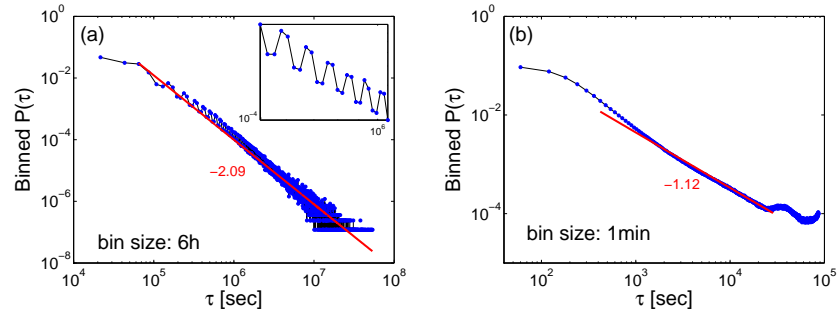 (a)
Binned P(τ)
10^0
10^-2
10^-4
10^-6
10^-8
10^-4
10^6
−2.09
bin size: 6h
10^4
10^5
10^6
10^7
10^8
τ [sec]
(b)
Binned P(τ)
10^0
10^-2
10^-4
−1.12
bin size: 1min
10^2
10^3
10^4
10^5
τ [sec]